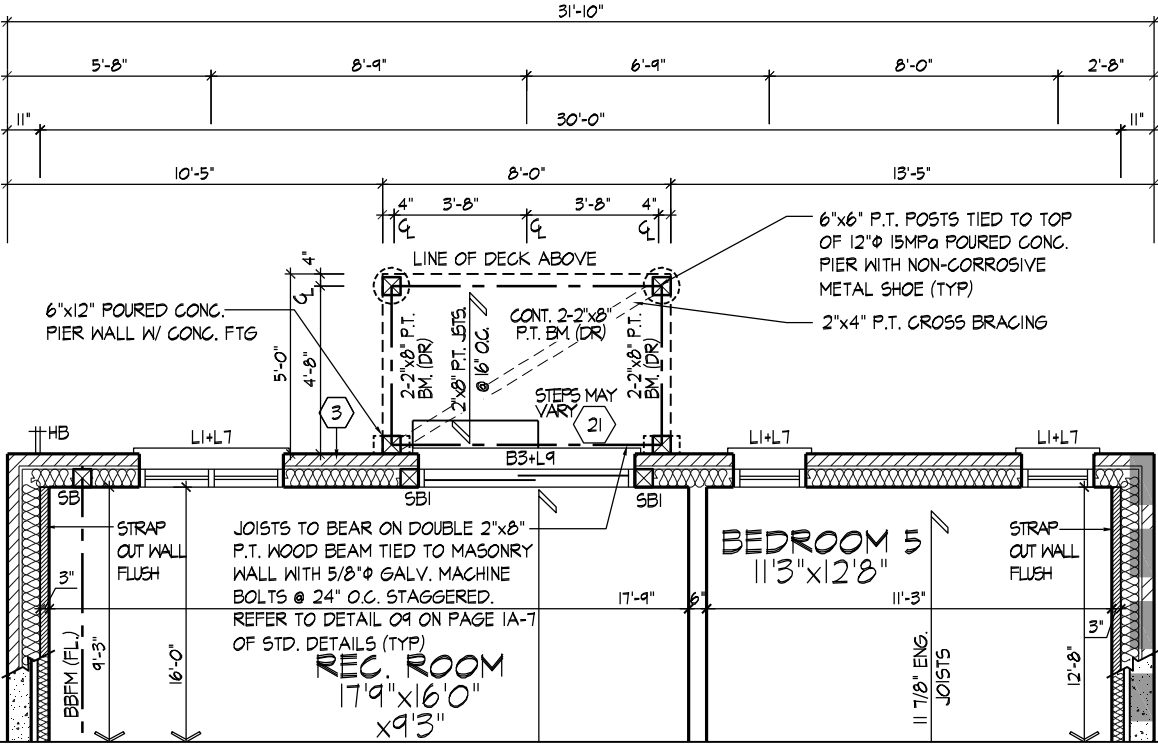 31'-10"
5'-8"
8'-9"
6'-9"
8'-0"
2'-8"
11"
30'-0"
11"
10'-5"
8'-0"
13'-5"
4"
3'-8"
3'-8"
4"
CL
CL
CL
LINE OF DECK ABOVE
6"x6" P.T. POSTS TIED TO TOP
OF 12"Φ 15MPa POURED CONC.
PIER WITH NON-CORROSIVE
METAL SHOE (TYP)
2"x4" P.T. CROSS BRACING
4"
CL
5'-0"
4'-8"
6"x12" POURED CONC.
PIER WALL W/ CONC. FTG
2-2"x8" P.T.
BM. (DR)
2"x8" P.T. JSTS.
@ 16" O.C.
CONT. 2-2"x8"
P.T. BM. (DR)
2-2"x8" P.T.
BM. (DR)
STEPS MAY
VARY
21
3
HB
L1+L7
B3+L9
L1+L7
L1+L7
SB1
SB1
STRAP
OUT WALL
FLUSH
3"
JOISTS TO BEAR ON DOUBLE 2"x8"
P.T. WOOD BEAM TIED TO MASONRY
WALL WITH 5/8"Φ GALV. MACHINE
BOLTS @ 24" O.C. STAGGERED.
REFER TO DETAIL 09 ON PAGE 1A-7
OF STD. DETAILS (TYP)
BEDROOM 5
11'3"x12'8"
STRAP
OUT WALL
FLUSH
17'-9"
6"
11'-3"
3"
BBFM (FL.)
9'-3"
16'-0"
REC. ROOM
17'9"x16'0"
x9'3"
11 7/8" ENG.
JOISTS
12'-8"